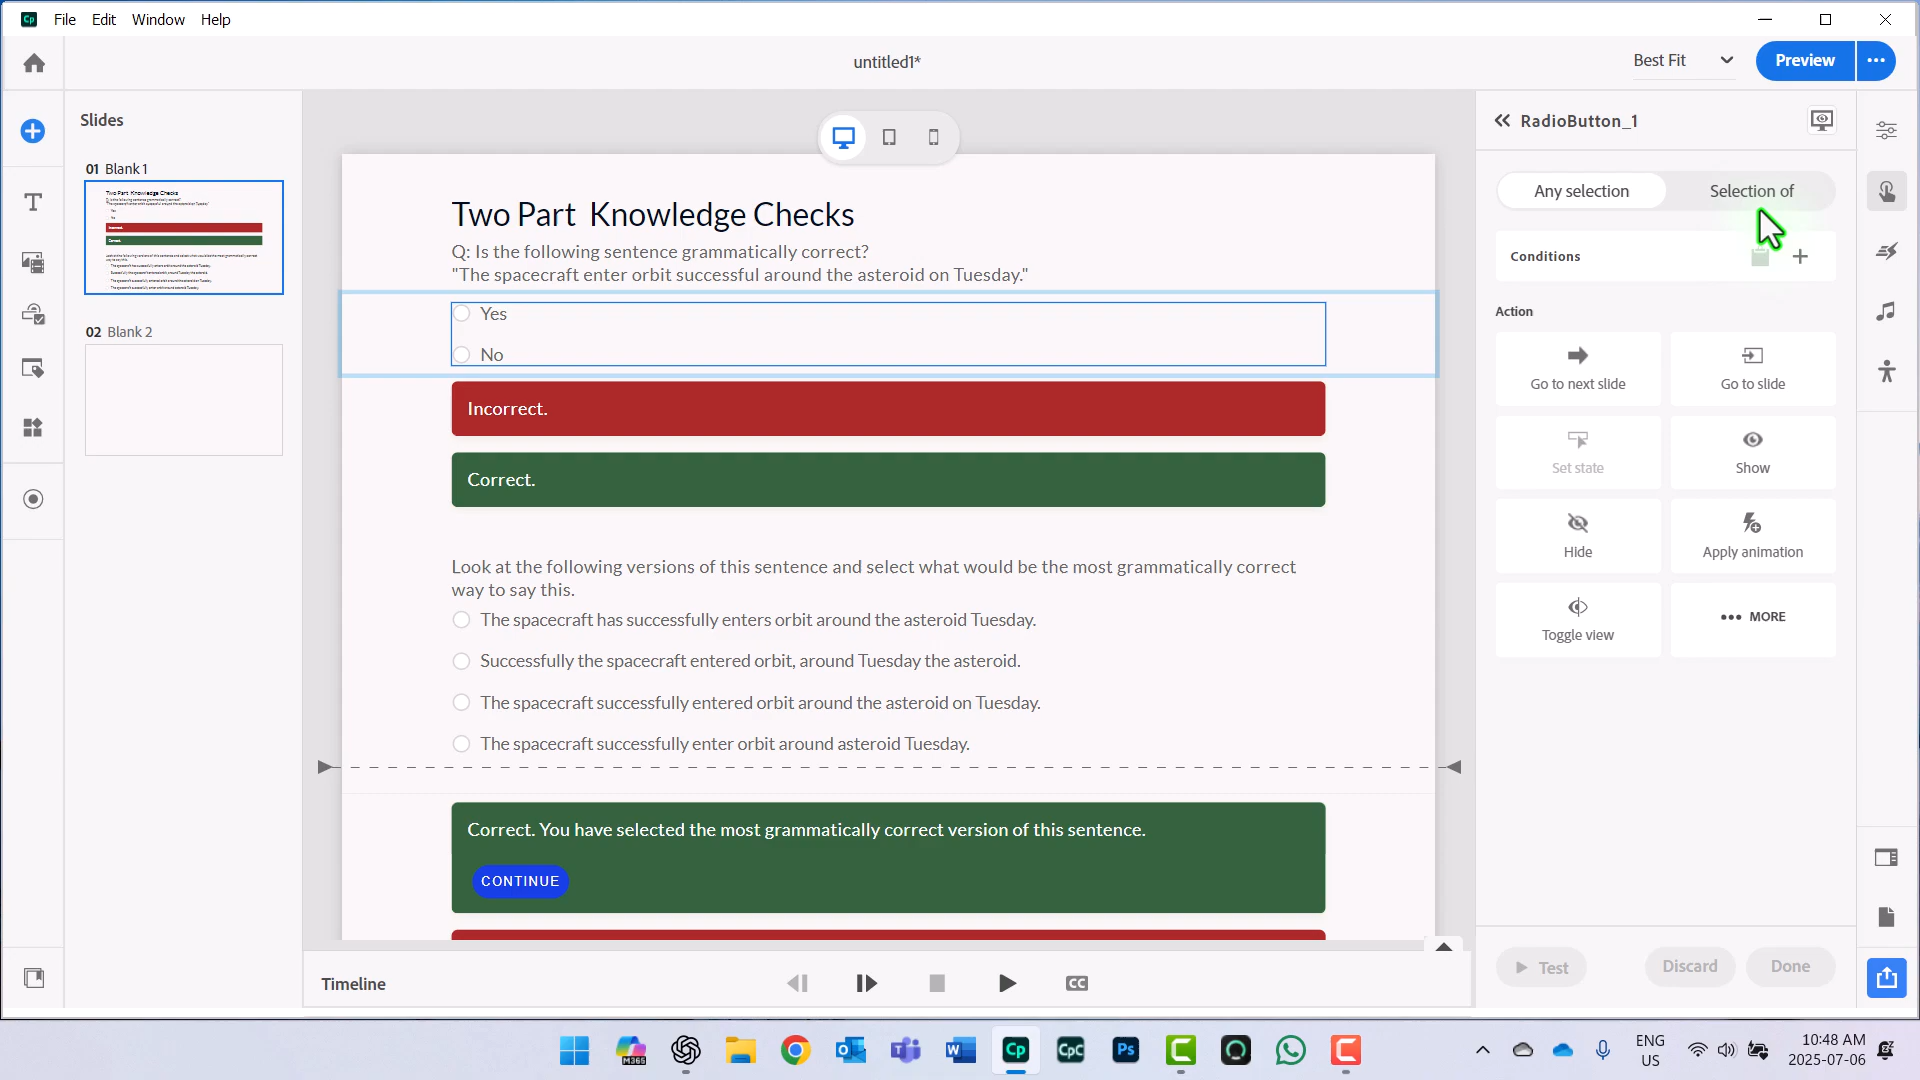 Cp File Edit Window Help
untitled1*
Best Fit
Preview
Slides
01 Blank 1
02 Blank 2
Two Part Knowledge Checks
Q: Is the following sentence grammatically correct?
"The spacecraft enter orbit successful around the asteroid on Tuesday."
Yes
No
Incorrect.
Correct.
Look at the following versions of this sentence and select what would be the most grammatically correct
way to say this.
The spacecraft has successfully enters orbit around the asteroid Tuesday.
Successfully the spacecraft entered orbit, around Tuesday the asteroid.
The spacecraft successfully entered orbit around the asteroid on Tuesday.
The spacecraft successfully enter orbit around asteroid Tuesday.
Correct. You have selected the most grammatically correct version of this sentence.
CONTINUE
RadioButton_1
Any selection Selection of
Conditions
Action
Go to next slide Go to slide
Set state Show
Hide Apply animation
Toggle view MORE
Test Discard Done
Timeline
CC
M365
Cp
CpC
Ps
ENG
US
10:48 AM
2025-07-06